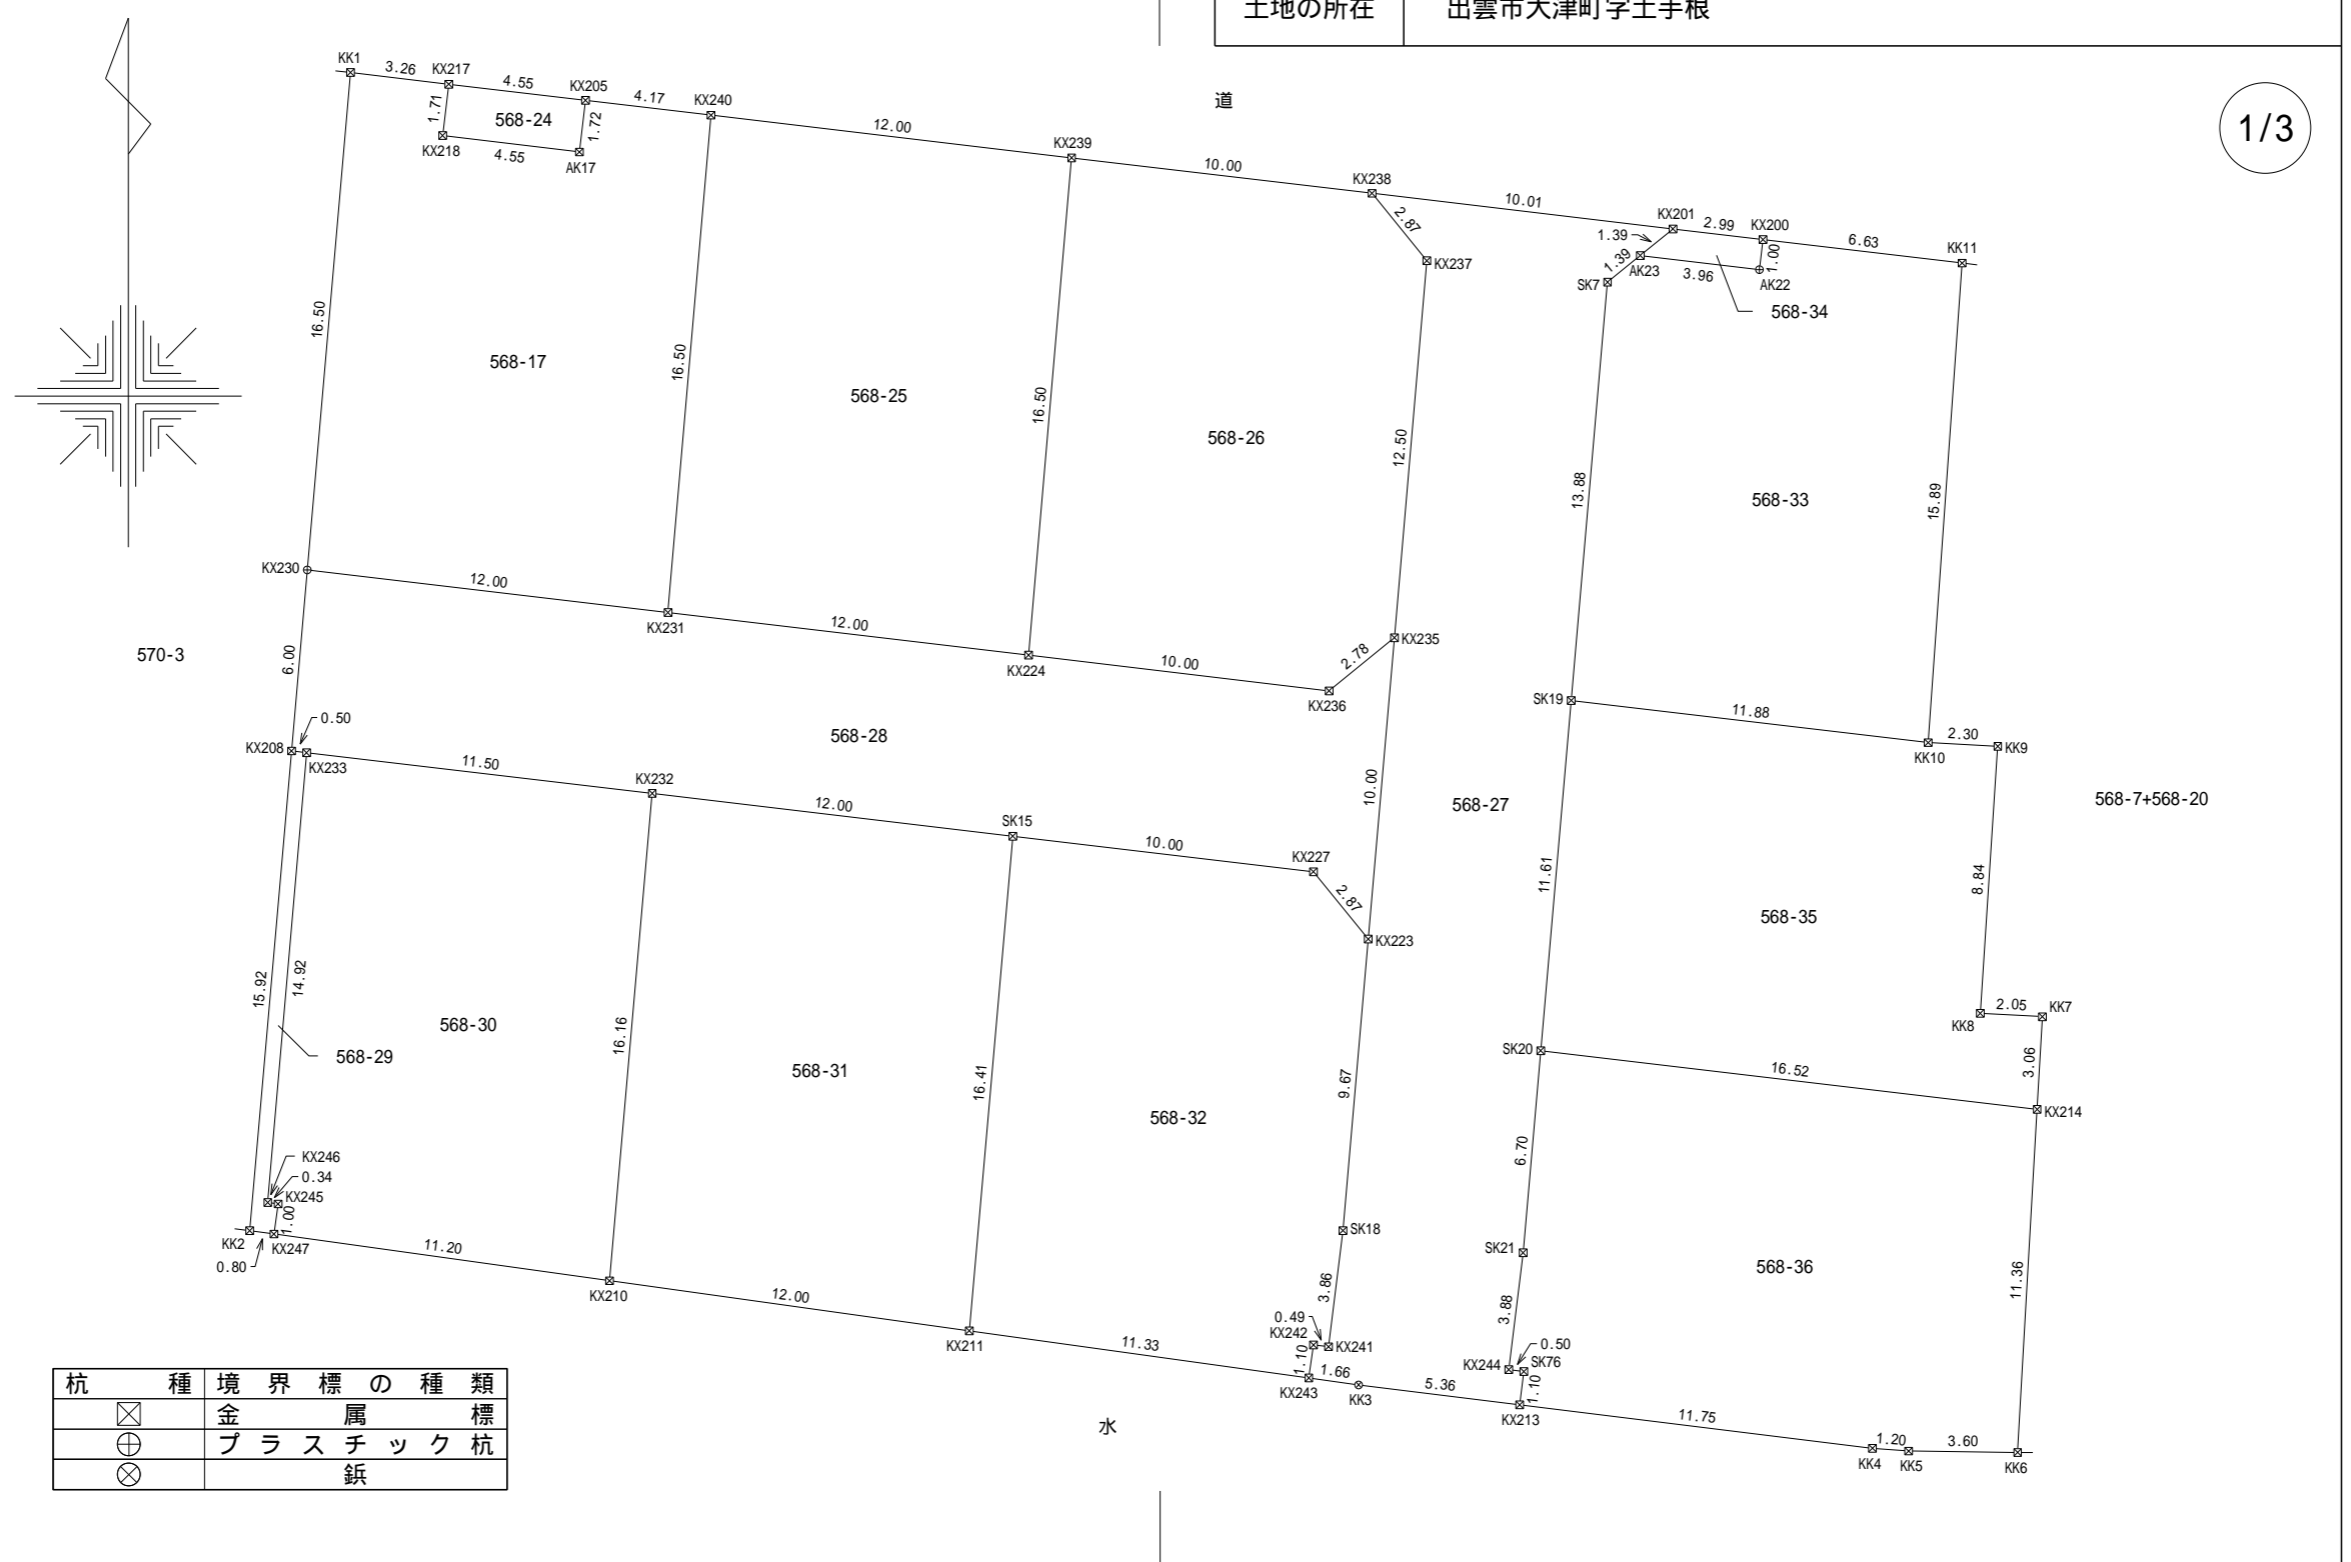 土地の所在 出雲市大津町字土手根
1/3
道
KK1 3.26 KX217 4.55 KX205 4.17 KX240 12.00 KX239 10.00 KX238 10.01 KX201 2.99 KX200 6.63 KK11
1.71 568-24 1.72
KX218 4.55 AK17
2.87 KX237
1.39 1.39 AK23 3.96 1.00 AK22
SK7 568-34
16.50 568-17 16.50 568-25 16.50 568-26 12.50 13.88 568-33 15.89
KX230 12.00 KX231 12.00 KX224 10.00 KX236 2.78 KX235
570-3 6.00
SK19 11.88 KK10 2.30 KK9
KX208 0.50 KX233 11.50 KX232 12.00 SK15 10.00 KX227 2.87 KX223
568-28 10.00 568-27 568-7+568-20
11.61 568-35 8.84
KK8 2.05 KK7
3.06
SK20 16.52 KX214
15.92 14.92 568-29 568-30 16.16 568-31 16.41 568-32 9.67
6.70 568-36 11.36
KX246
0.34
KX245
1.00
KK2 KX247
0.80
11.20 KX210 12.00 KX211 11.33 KX243 1.66 KK3 5.36 KX213 11.75 KK4 1.20 KK5 3.60 KK6
SK18
3.86
0.49
KX242 KX241
1.10
SK21
3.88
0.50
KX244 SK76
1.10
水
杭種 境界標の種類
金属標
プラスチック杭
鋲